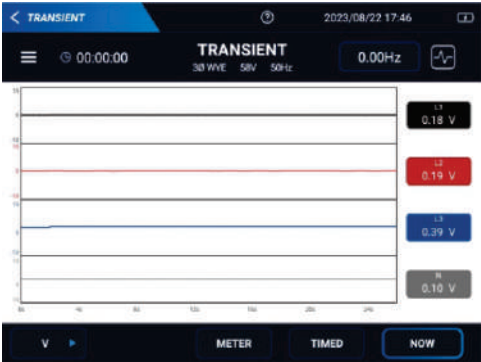 TRANSIENT
2023/08/22 17:46
00:00:00
TRANSIENT
3Ø WYE 58V 50Hz
0.00Hz
L1
0.18 V
L2
0.19 V
L3
0.39 V
N
0.10 V
V
METER
TIMED
NOW